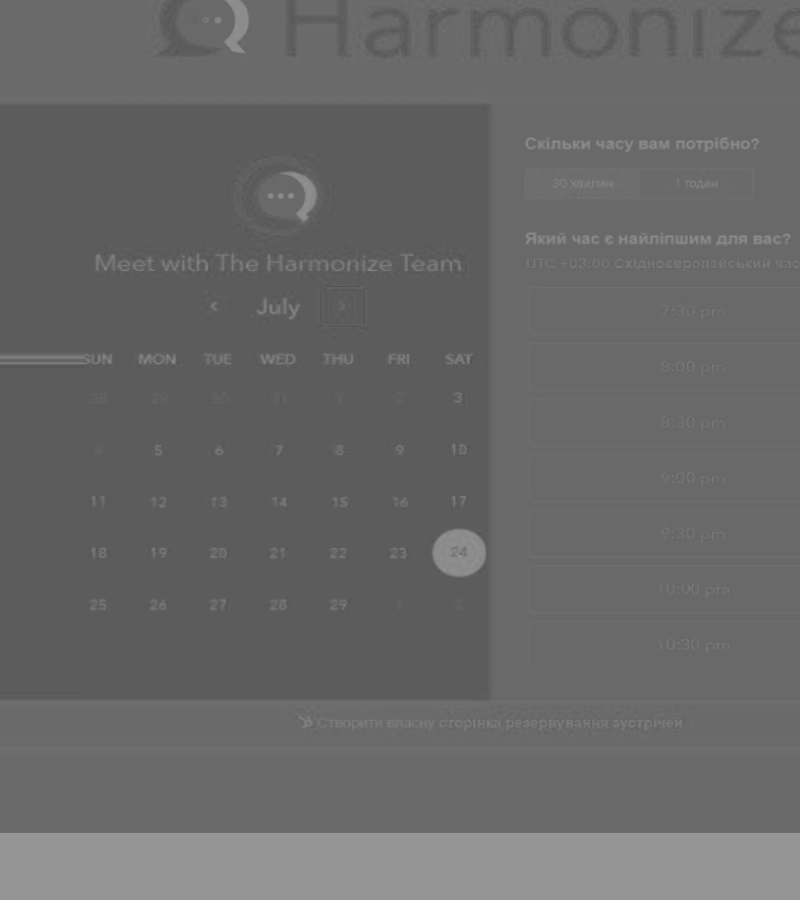 Harmonize
Meet with The Harmonize Team
‹ July ›
SUN MON TUE WED THU FRI SAT
28 29 30 31 1 2 3
4 5 6 7 8 9 10
11 12 13 14 15 16 17
18 19 20 21 22 23 24
25 26 27 28 29
Скільки часу вам потрібно?
30 хвилин 1 годин
Який час є найліпшим для вас?
UTC +03:00 Східноєвропейський час
7:30 pm
8:00 pm
8:30 pm
9:00 pm
9:30 pm
10:00 pm
10:30 pm
Створити власну сторінка резервування зустрічей